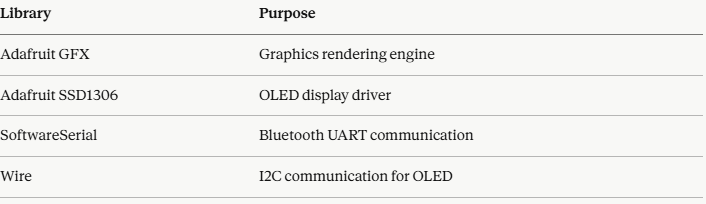 Library Purpose
Adafruit GFX Graphics rendering engine
Adafruit SSD1306 OLED display driver
SoftwareSerial Bluetooth UART communication
Wire I2C communication for OLED